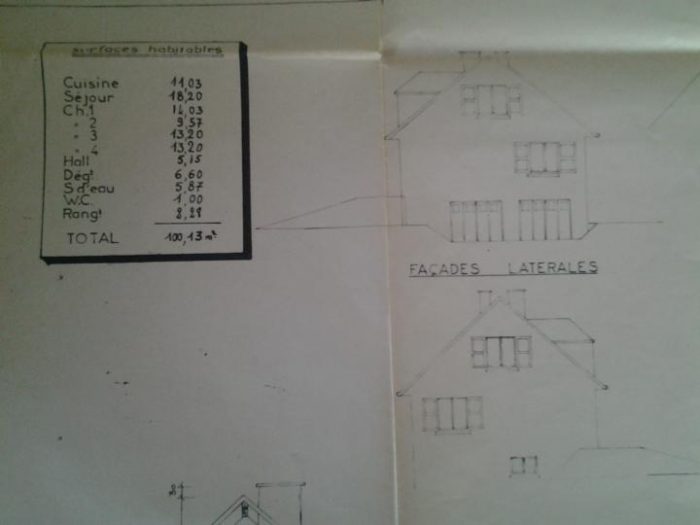 surfaces habitables
Cuisine 11,03
Séjour 18,20
Ch.1 14,03
" 2 9,57
" 3 13,20
" 4 13,20
Hall 5,15
Dégt 6,60
S d'eau 5,87
W.C. 1,00
Rangt 2,28
TOTAL 100,13 m²
FAÇADES LATERALES